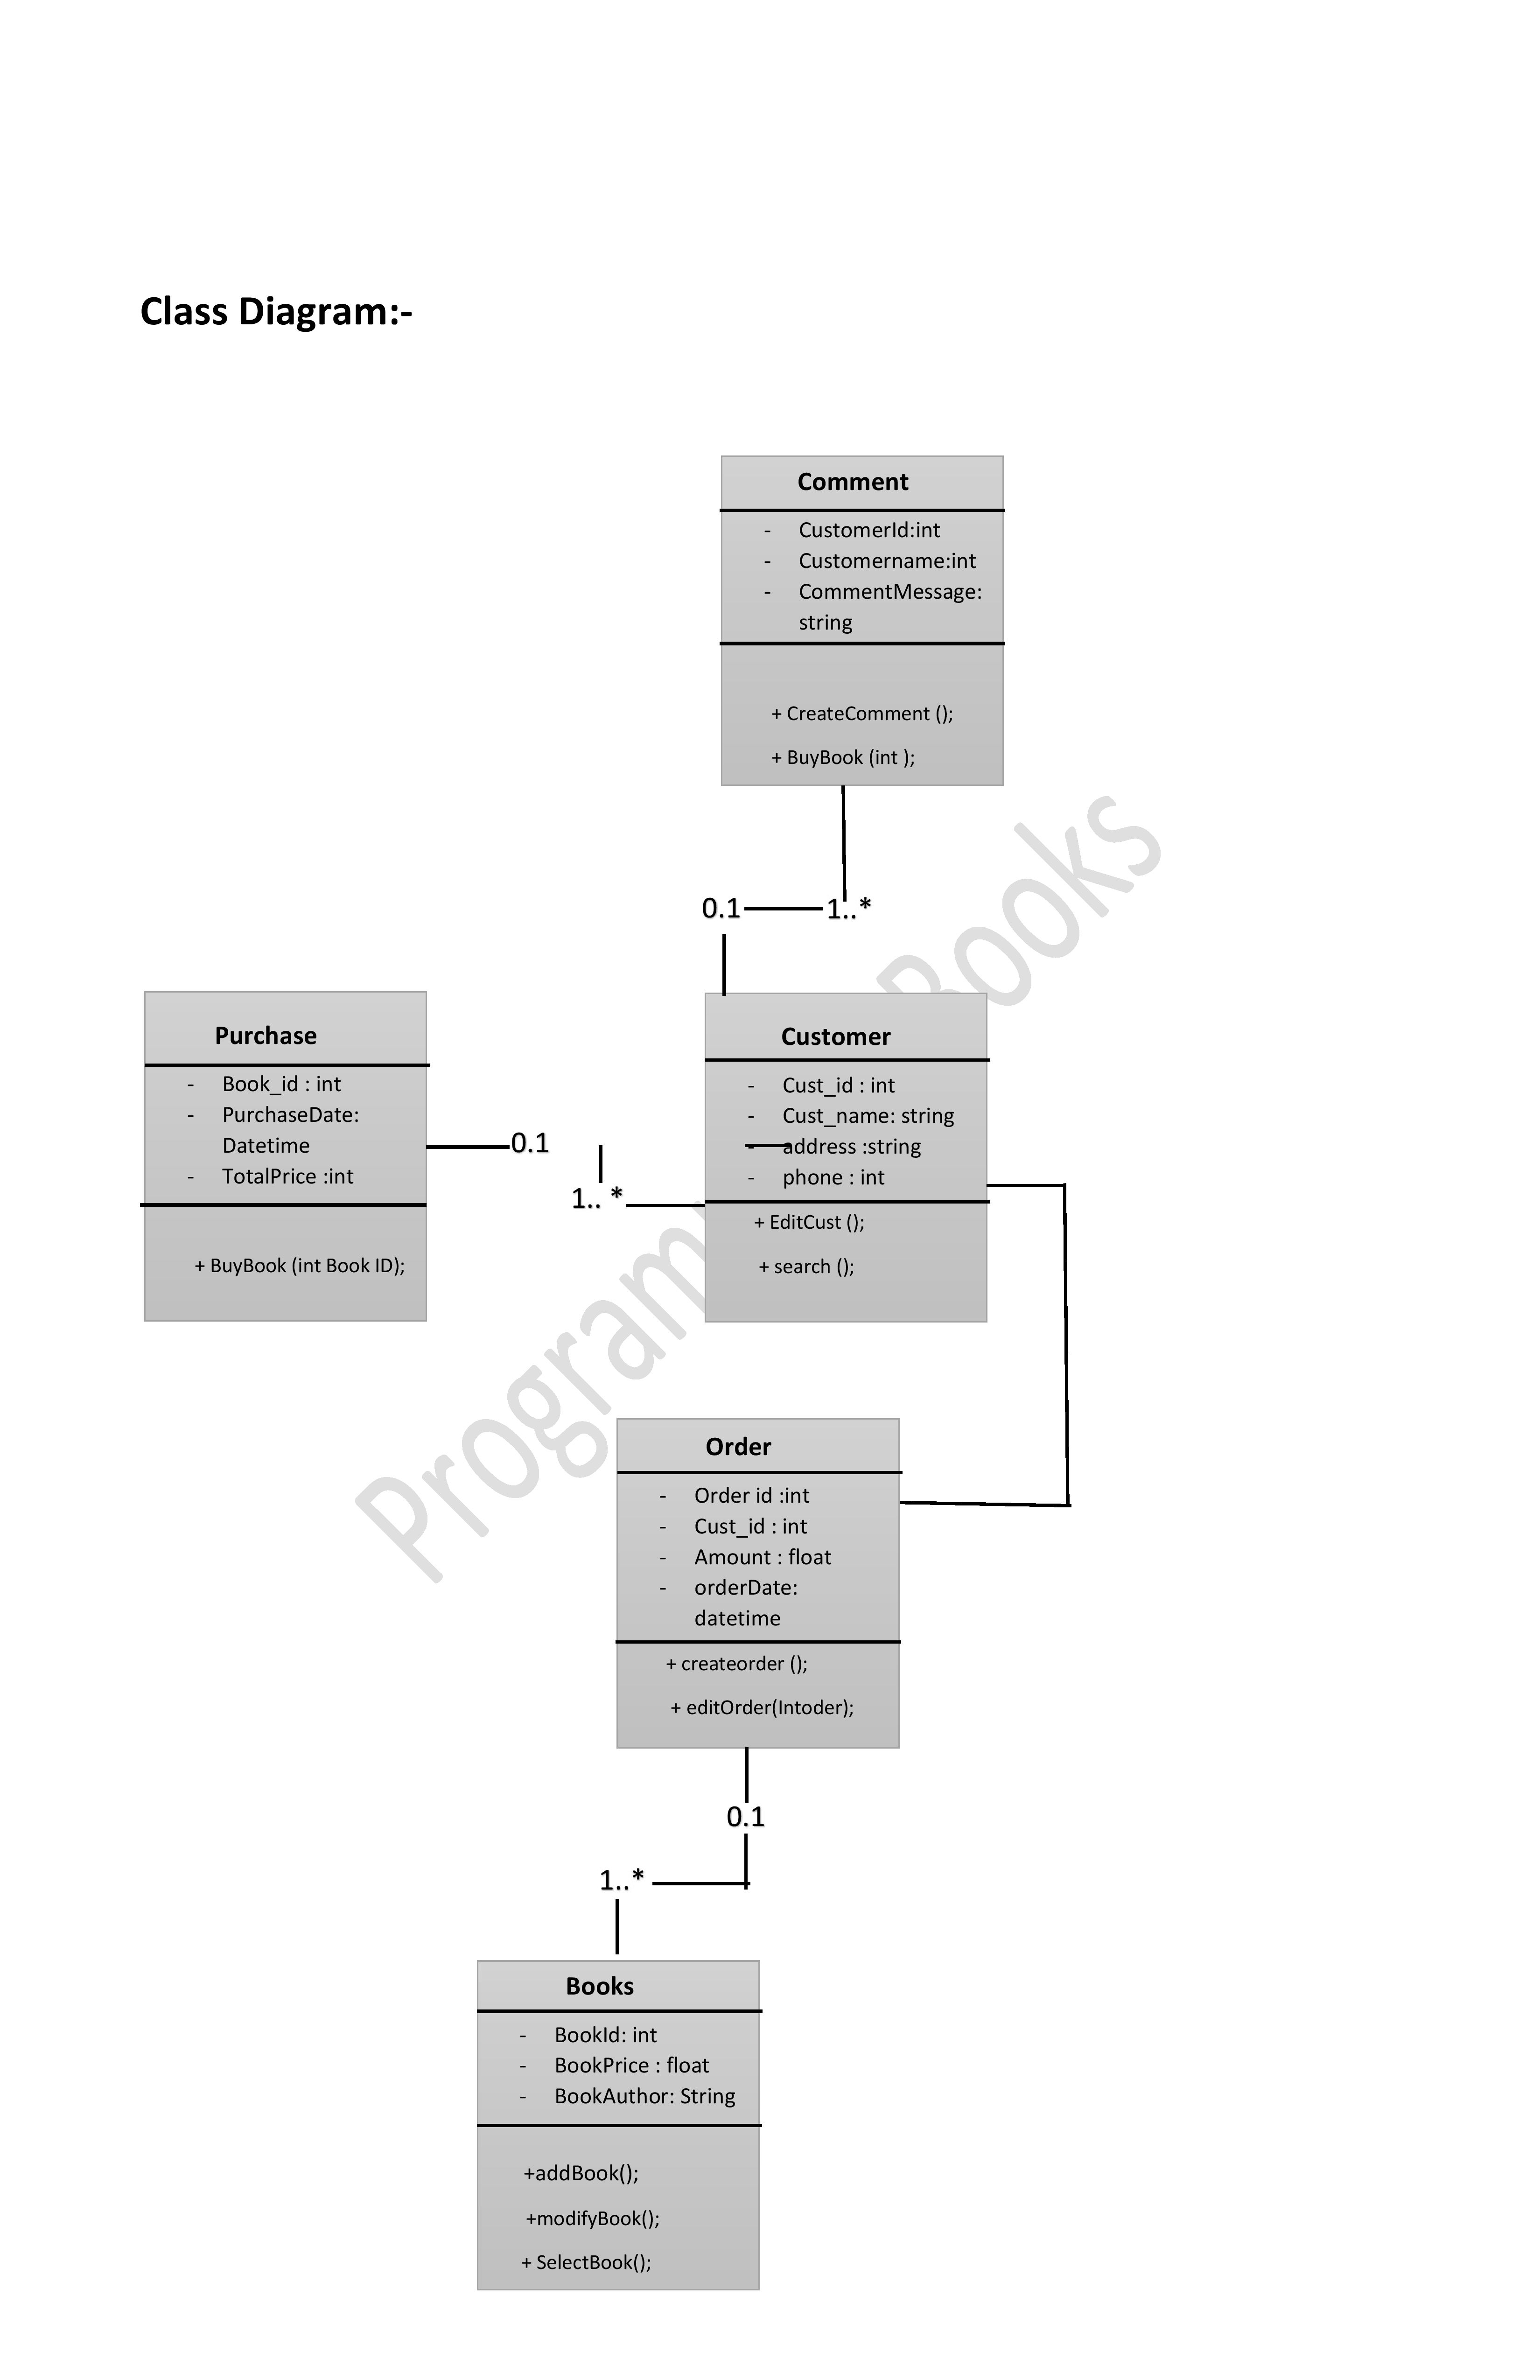 Class Diagram:-
Comment
- CustomerId:int
- Customername:int
- CommentMessage:
string
+ CreateComment ();
+ BuyBook (int );
0.1
1..*
Purchase
- Book_id : int
- PurchaseDate:
Datetime
- TotalPrice :int
+ BuyBook (int Book ID);
0.1
1.. *
Customer
- Cust_id : int
- Cust_name: string
- address :string
- phone : int
+ EditCust ();
+ search ();
Order
- Order id :int
- Cust_id : int
- Amount : float
- orderDate:
datetime
+ createorder ();
+ editOrder(Intoder);
0.1
1..*
Books
- BookId: int
- BookPrice : float
- BookAuthor: String
+addBook();
+modifyBook();
+ SelectBook();
Books